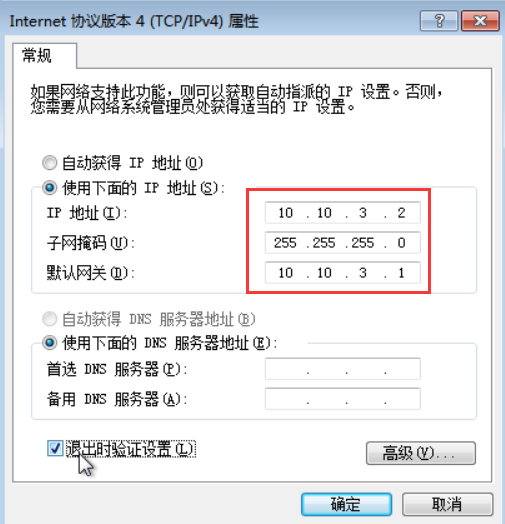 Internet 协议版本 4 (TCP/IPv4) 属性
常规
如果网络支持此功能，则可以获取自动指派的 IP 设置。否则，
您需要从网络系统管理员处获得适当的 IP 设置。
自动获得 IP 地址(O)
使用下面的 IP 地址(S):
IP 地址(I): 10 . 10 . 3 . 2
子网掩码(U): 255 .255 .255 . 0
默认网关(D): 10 . 10 . 3 . 1
自动获得 DNS 服务器地址(B)
使用下面的 DNS 服务器地址(E):
首选 DNS 服务器(P): . . .
备用 DNS 服务器(A): . . .
退出时验证设置(L)
高级(V)...
确定
取消